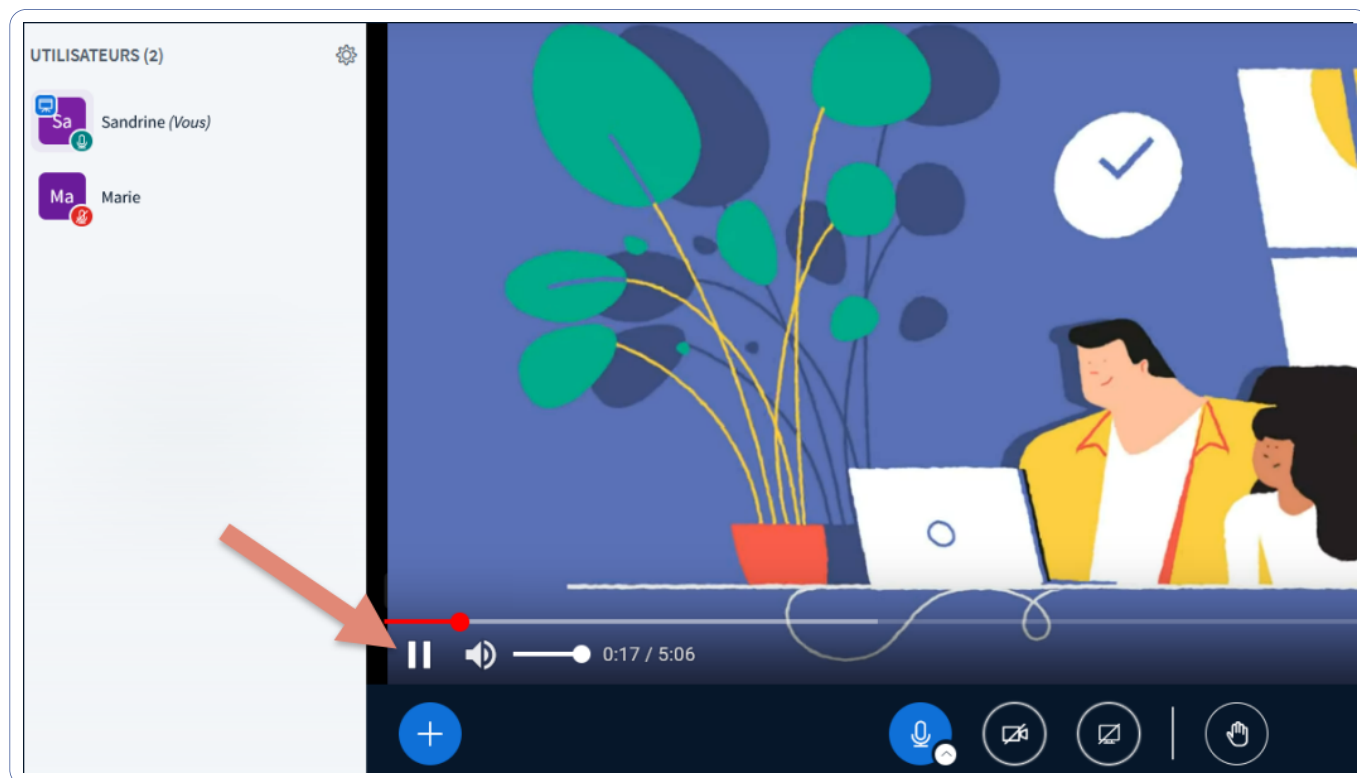 UTILISATEURS (2)
Sa
Sandrine (Vous)
Ma
Marie
0:17 / 5:06